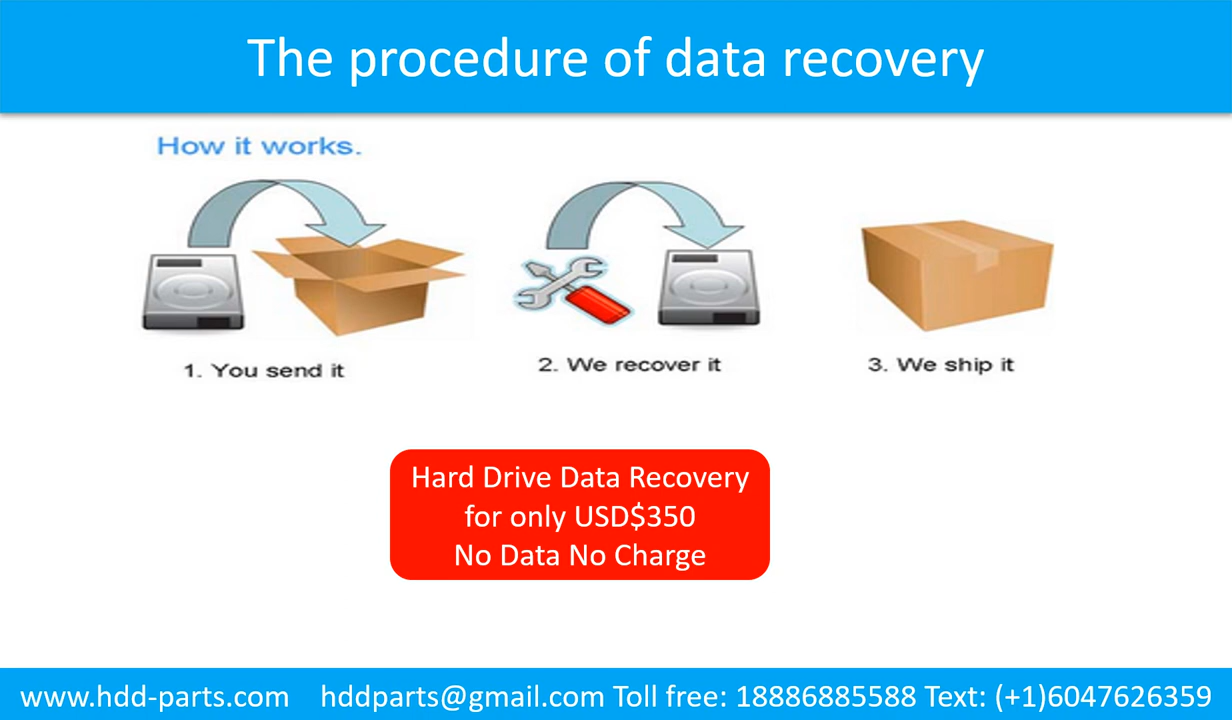 The procedure of data recovery
How it works.
1. You send it
2. We recover it
3. We ship it
Hard Drive Data Recovery
for only USD$350
No Data No Charge
www.hdd-parts.com hddparts@gmail.com Toll free: 18886885588 Text: (+1)6047626359